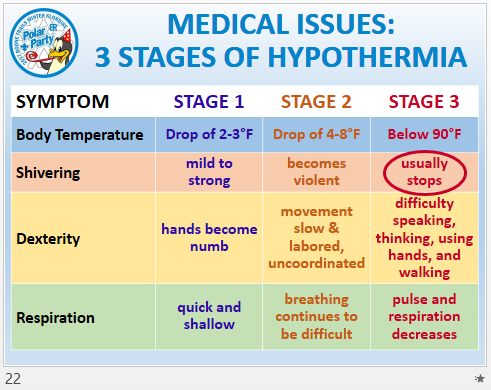 Polar
Party
MEDICAL ISSUES:
3 STAGES OF HYPOTHERMIA
SYMPTOM STAGE 1 STAGE 2 STAGE 3
Body Temperature Drop of 2-3°F Drop of 4-8°F Below 90°F
Shivering
mild to
strong
becomes
violent
usually
stops
Dexterity
hands become
numb
movement
slow &
labored,
uncoordinated
difficulty
speaking,
thinking, using
hands, and
walking
Respiration
quick and
shallow
breathing
continues to
be difficult
pulse and
respiration
decreases
22